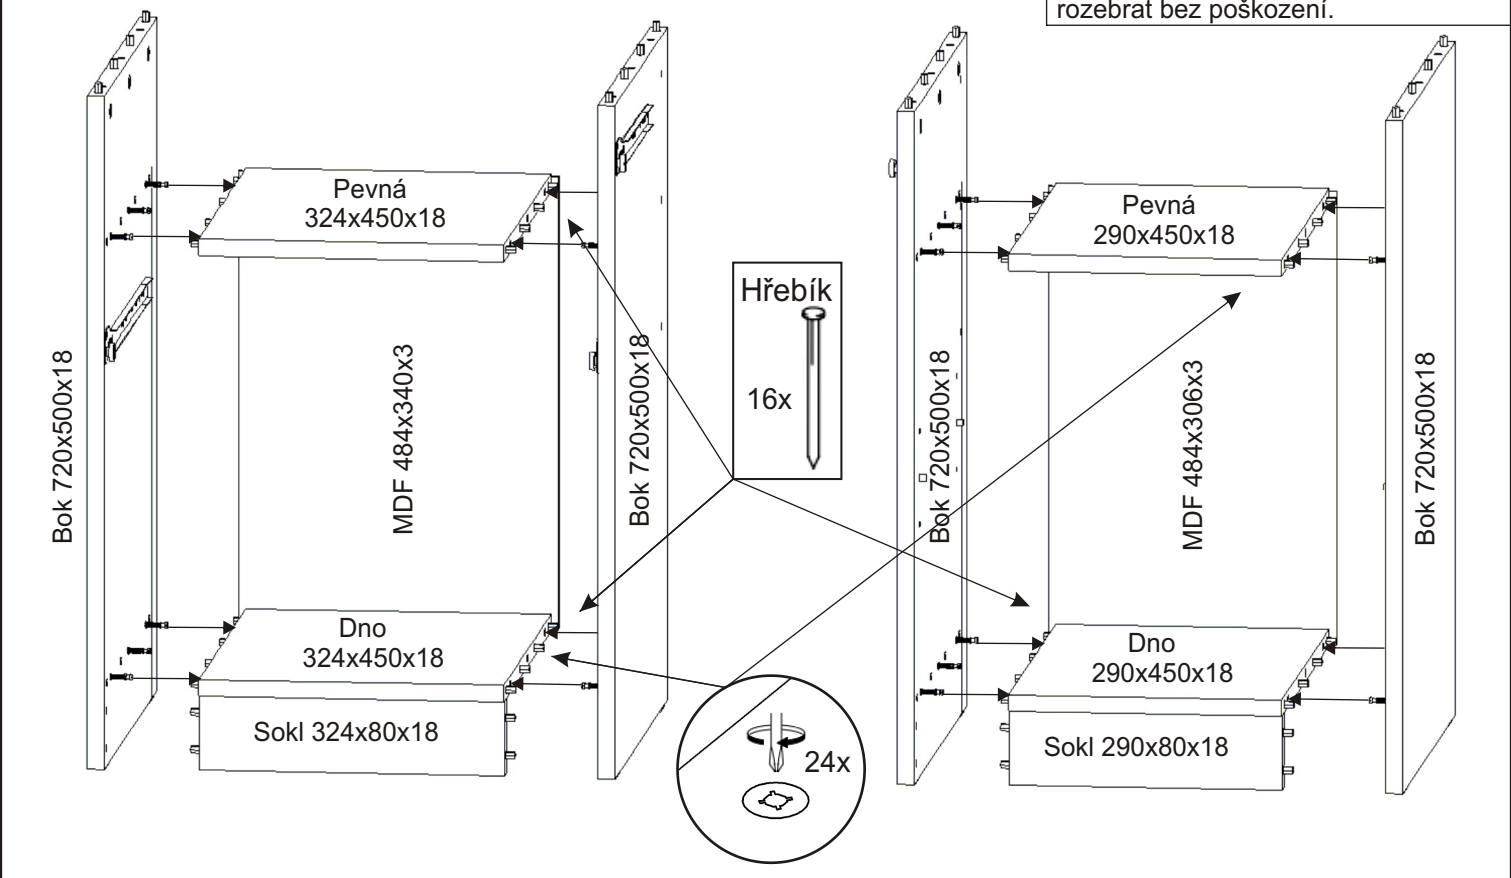 rozebrat bez poškození.
Pevná
324x450x18
Pevná
290x450x18
Hřebík
16x
Bok 720x500x18
MDF 484x340x3
Bok 720x500x18
Bok 720x500x18
MDF 484x306x3
Bok 720x500x18
Dno
324x450x18
Dno
290x450x18
Sokl 324x80x18
Sokl 290x80x18
24x